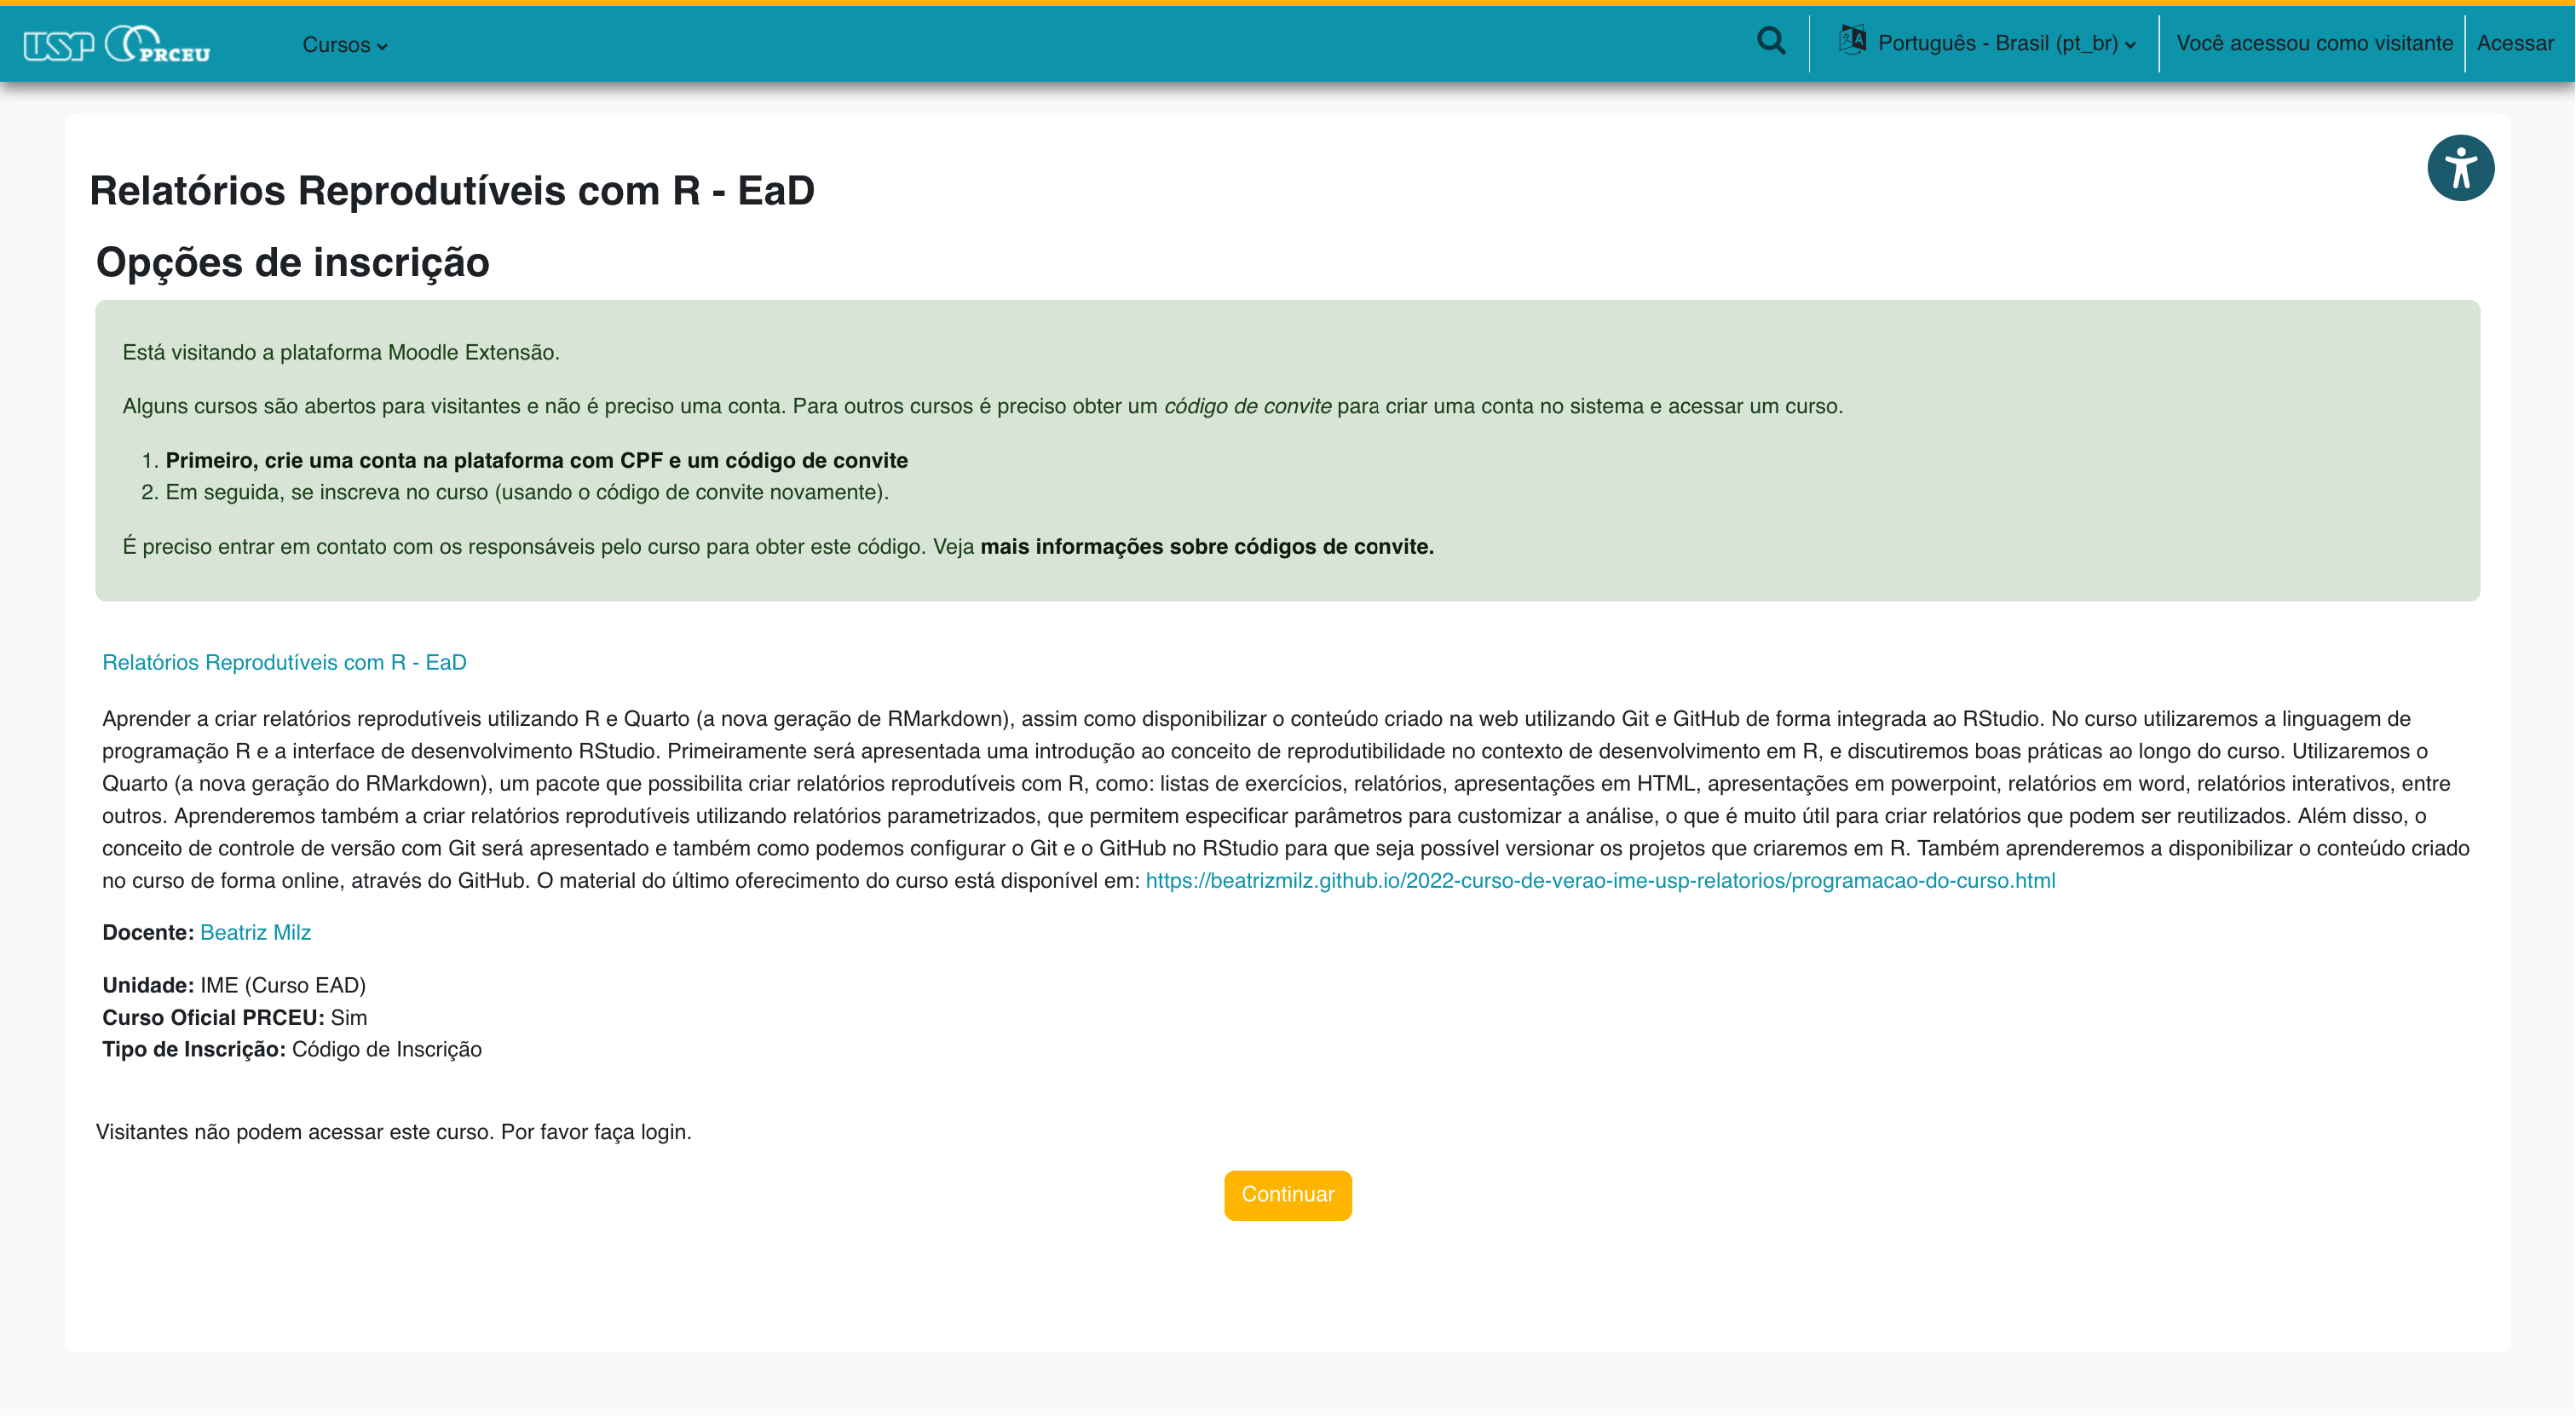 USP PRCEU Cursos Português - Brasil (pt_br) Você acessou como visitante Acessar
Relatórios Reprodutíveis com R - EaD
Opções de inscrição
Está visitando a plataforma Moodle Extensão.
Alguns cursos são abertos para visitantes e não é preciso uma conta. Para outros cursos é preciso obter um código de convite para criar uma conta no sistema e acessar um curso.
1. Primeiro, crie uma conta na plataforma com CPF e um código de convite
2. Em seguida, se inscreva no curso (usando o código de convite novamente).
É preciso entrar em contato com os responsáveis pelo curso para obter este código. Veja mais informações sobre códigos de convite.
Relatórios Reprodutíveis com R - EaD
Aprender a criar relatórios reprodutíveis utilizando R e Quarto (a nova geração de RMarkdown), assim como disponibilizar o conteúdo criado na web utilizando Git e GitHub de forma integrada ao RStudio. No curso utilizaremos a linguagem de
programação R e a interface de desenvolvimento RStudio. Primeiramente será apresentada uma introdução ao conceito de reprodutibilidade no contexto de desenvolvimento em R, e discutiremos boas práticas ao longo do curso. Utilizaremos o
Quarto (a nova geração do RMarkdown), um pacote que possibilita criar relatórios reprodutíveis com R, como: listas de exercícios, relatórios, apresentações em HTML, apresentações em powerpoint, relatórios em word, relatórios interativos, entre
outros. Aprenderemos também a criar relatórios reprodutíveis utilizando relatórios parametrizados, que permitem especificar parâmetros para customizar a análise, o que é muito útil para criar relatórios que podem ser reutilizados. Além disso, o
conceito de controle de versão com Git será apresentado e também como podemos configurar o Git e o GitHub no RStudio para que seja possível versionar os projetos que criaremos em R. Também aprenderemos a disponibilizar o conteúdo criado
no curso de forma online, através do GitHub. O material do último oferecimento do curso está disponível em: https://beatrizmilz.github.io/2022-curso-de-verao-ime-usp-relatorios/programacao-do-curso.html
Docente: Beatriz Milz
Unidade: IME (Curso EAD)
Curso Oficial PRCEU: Sim
Tipo de Inscrição: Código de Inscrição
Visitantes não podem acessar este curso. Por favor faça login.
Continuar